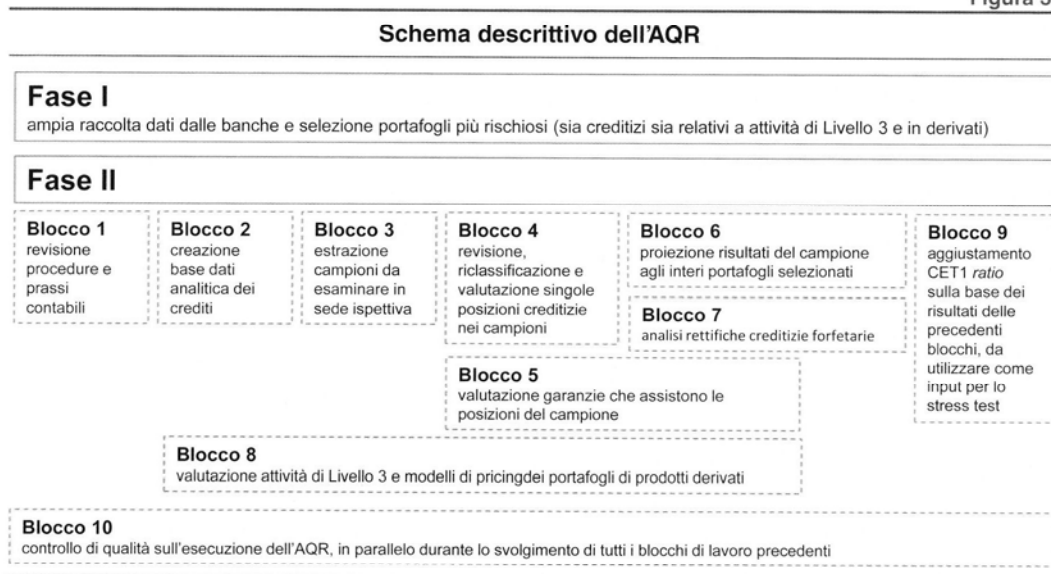 Schema descrittivo dell'AQR
Fase I
ampia raccolta dati dalle banche e selezione portafogli più rischiosi (sia creditizi sia relativi a attività di Livello 3 e in derivati)
Fase II
Blocco 1
revisione
procedure e
prassi
contabili
Blocco 2
creazione
base dati
analitica dei
crediti
Blocco 3
estrazione
campioni da
esaminare in
sede ispettiva
Blocco 4
revisione,
riclassificazione e
valutazione singole
posizioni creditizie
nei campioni
Blocco 6
proiezione risultati del campione
agli interi portafogli selezionati
Blocco 7
analisi rettifiche creditizie forfetarie
Blocco 9
aggiustamento
CET1 ratio
sulla base dei
risultati delle
precedenti
blocchi, da
utilizzare come
input per lo
stress test
Blocco 5
valutazione garanzie che assistono le
posizioni del campione
Blocco 8
valutazione attività di Livello 3 e modelli di pricingdei portafogli di prodotti derivati
Blocco 10
controllo di qualità sull'esecuzione dell'AQR, in parallelo durante lo svolgimento di tutti i blocchi di lavoro precedenti